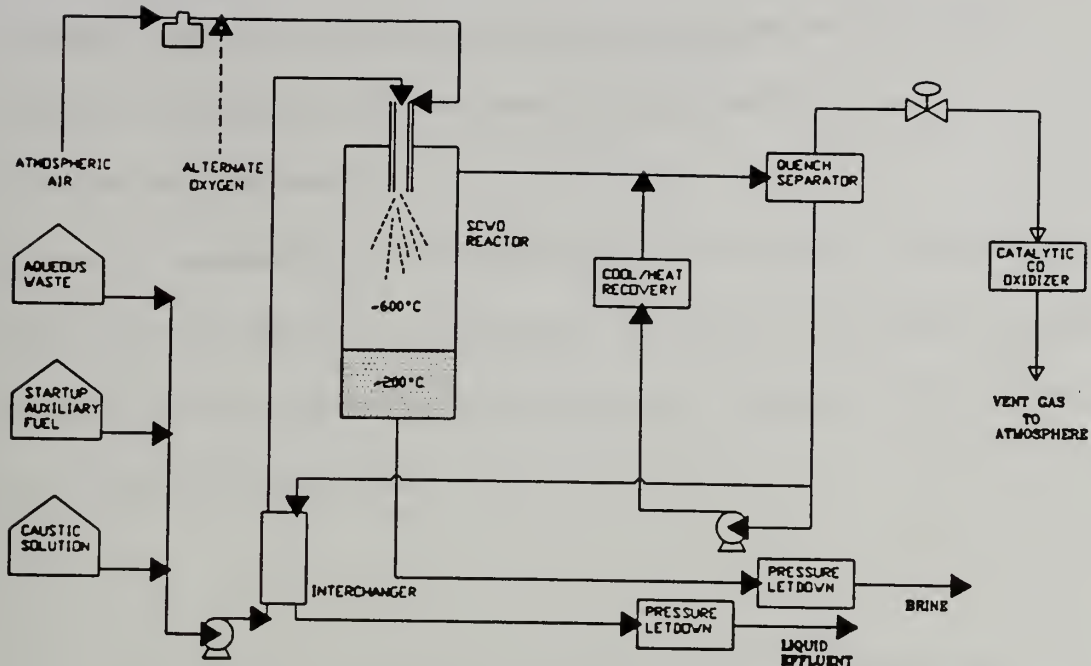 ATMOSPHERIC
AIR
ALTERNATE
OXYGEN
QUENCH
SEPARATOR
SCWO
REACTOR
AQUEOUS
WASTE
COOL/HEAT
RECOVERY
CATALYTIC
CO
OXIDIZER
~600°C
~200°C
STARTUP
AUXILIARY
FUEL
VENT GAS
TO
ATMOSPHERE
CAUSTIC
SOLUTION
INTERCHANGER
PRESSURE
LETDOWN
BRINE
PRESSURE
LETDOWN
LIQUID
EFFLUENT